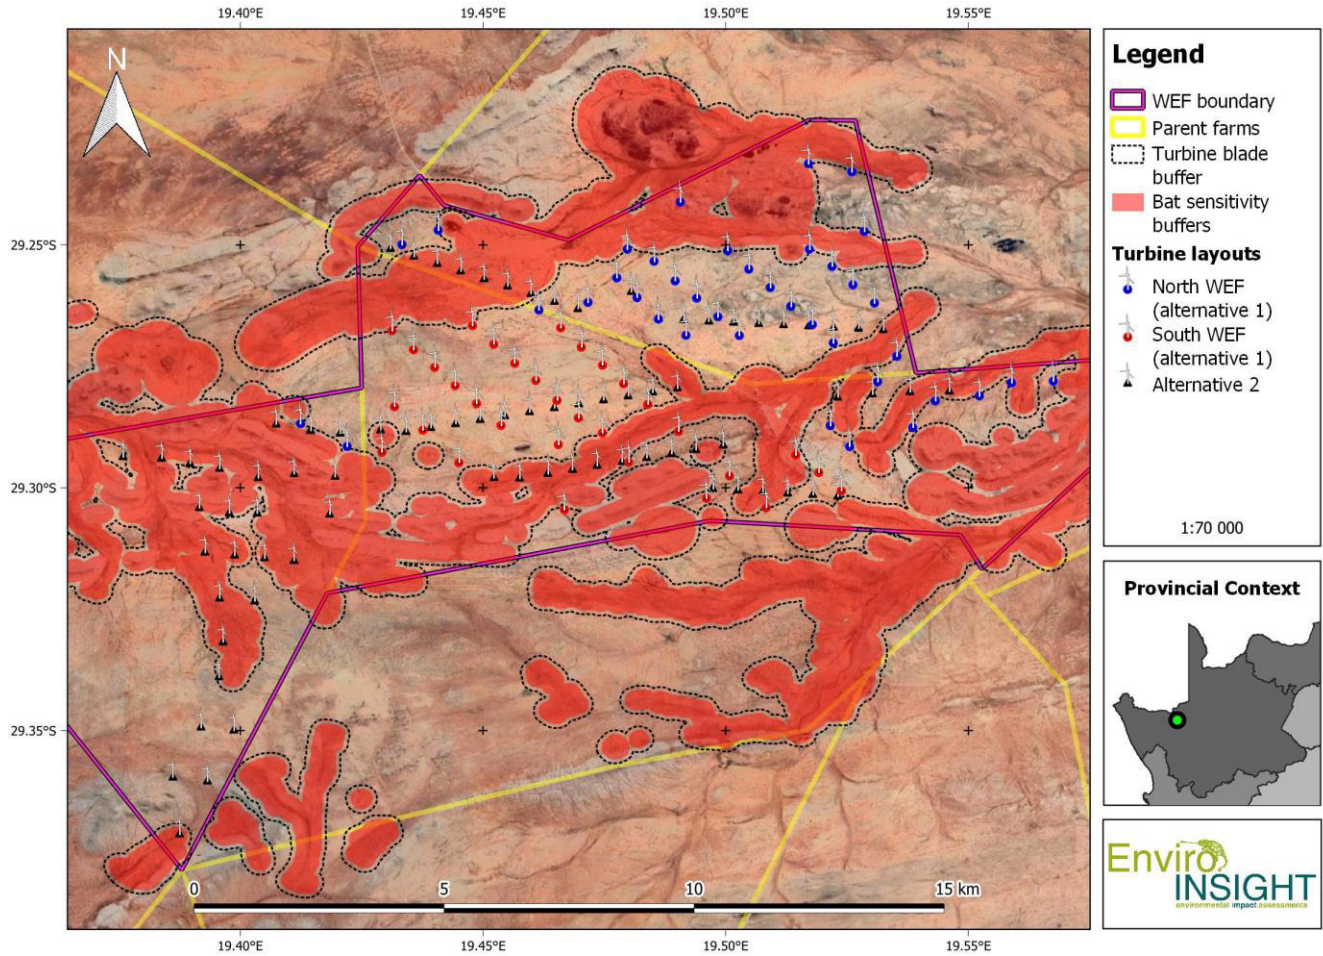 19.40°E 19.45°E 19.50°E 19.55°E
N
29.25°S
29.30°S
29.35°S
0 5 10 15 km
19.40°E 19.45°E 19.50°E 19.55°E
Legend
WEF boundary
Parent farms
Turbine blade
buffer
Bat sensitivity
buffers
Turbine layouts
North WEF
(alternative 1)
South WEF
(alternative 1)
Alternative 2
1:70 000
Provincial Context
Enviro
INSIGHT
environmental impact assessments